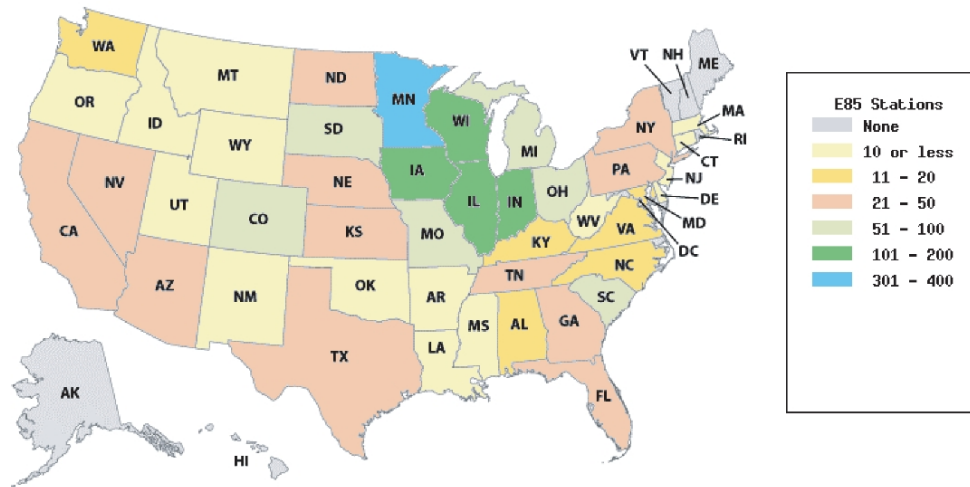 WA
MT
ND
MN
VT
NH
ME
OR
ID
SD
WI
MI
NY
MA
RI
WY
CT
NV
UT
NE
IA
PA
NJ
CA
CO
KS
MO
IL
IN
OH
WV
VA
DE
MD
DC
KY
AZ
NM
OK
AR
TN
NC
SC
TX
LA
MS
AL
GA
FL
AK
HI
E85 Stations
None
10 or less
11 - 20
21 - 50
51 - 100
101 - 200
301 - 400